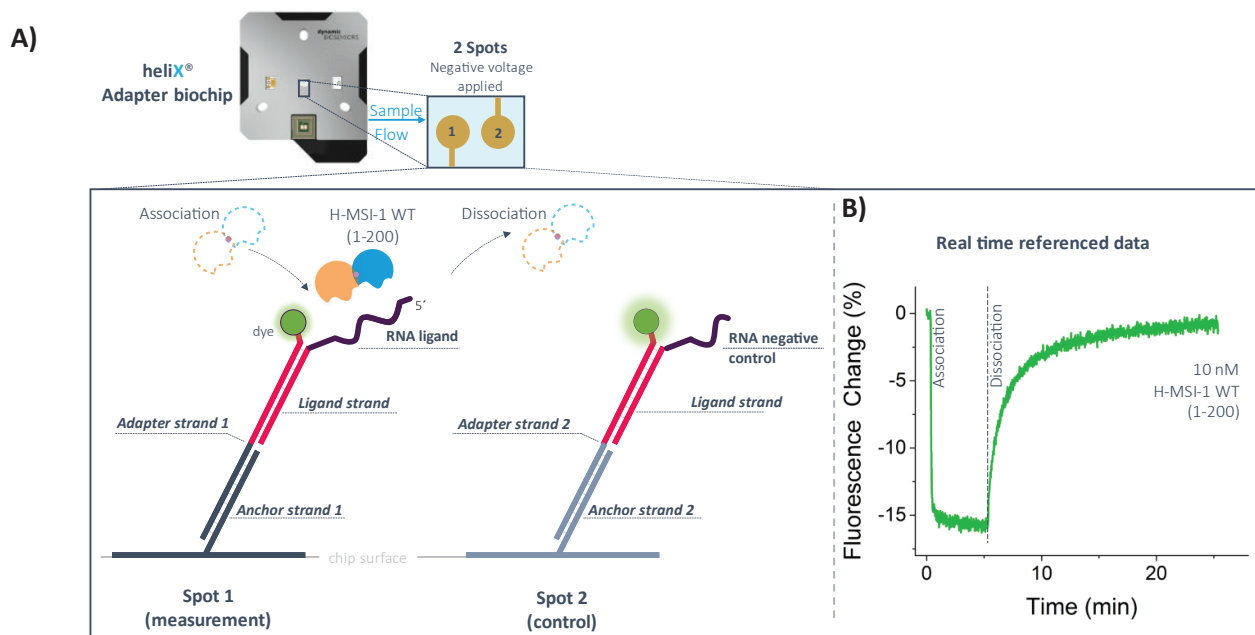 A)
heliX®
Adapter biochip
dynamic
BIOSENSORS
2 Spots
Negative voltage
applied
Sample
Flow
1
2
Association
H-MSI-1 WT
(1-200)
Dissociation
dye
5´
RNA ligand
RNA negative
control
Ligand strand
Ligand strand
Adapter strand 1
Adapter strand 2
Anchor strand 1
Anchor strand 2
chip surface
Spot 1
(measurement)
Spot 2
(control)
B)
Real time referenced data
Fluorescence Change (%)
0
-5
-10
-15
Association
Dissociation
10 nM
H-MSI-1 WT
(1-200)
0
10
20
Time (min)